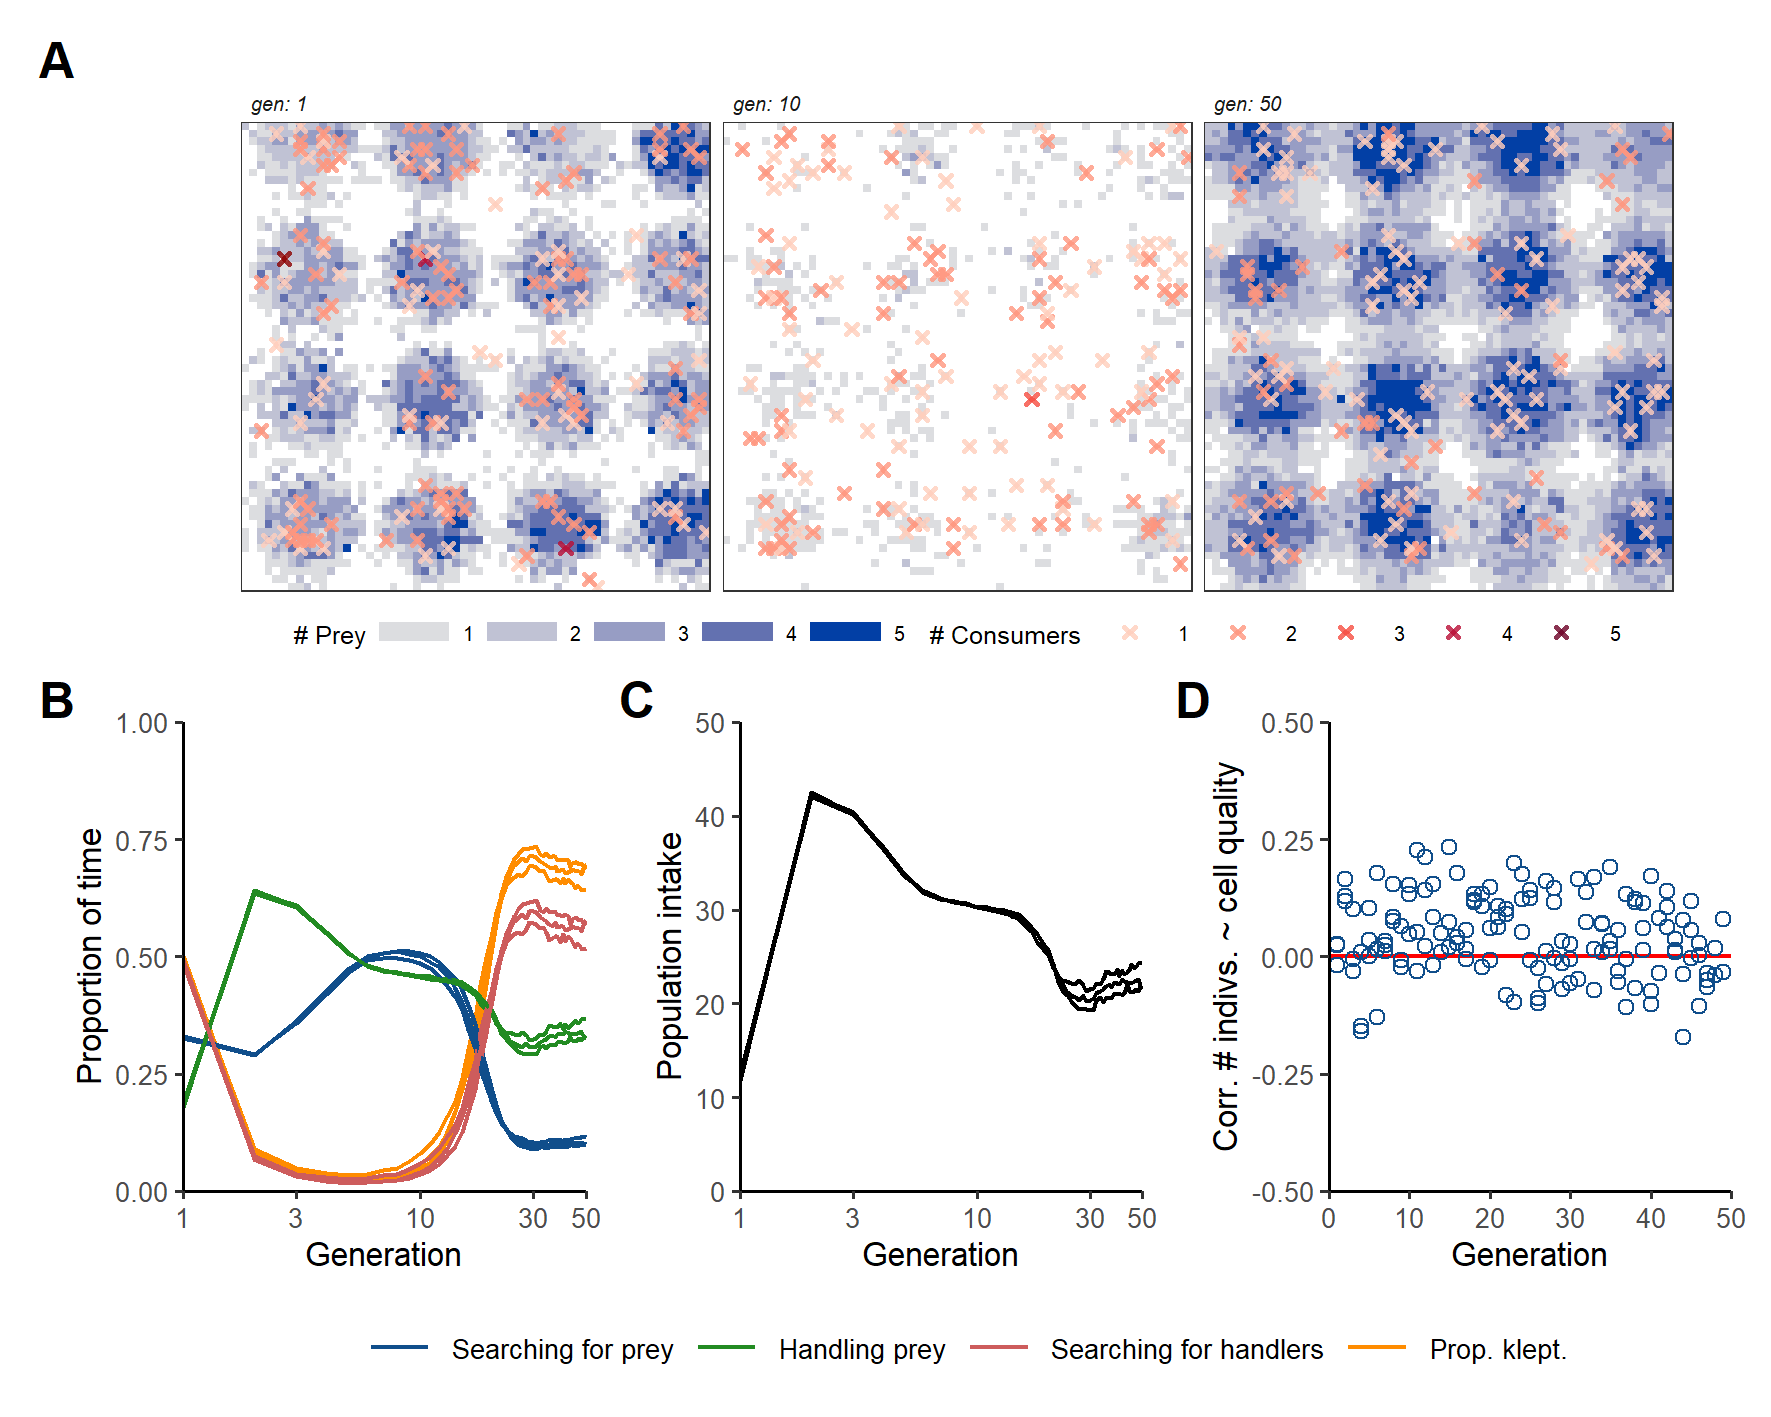 A
gen: 1
gen: 10
gen: 50
# Prey 1 2 3 4 5 # Consumers 1 2 3 4 5
B
1.00
0.75
0.50
0.25
0.00
Proportion of time
1 3 10 30 50
Generation
C
50
40
30
20
10
0
Population intake
1 3 10 30 50
Generation
D
0.50
0.25
0.00
-0.25
-0.50
Corr. # indivs. ~ cell quality
0 10 20 30 40 50
Generation
Searching for prey Handling prey Searching for handlers Prop. klept.